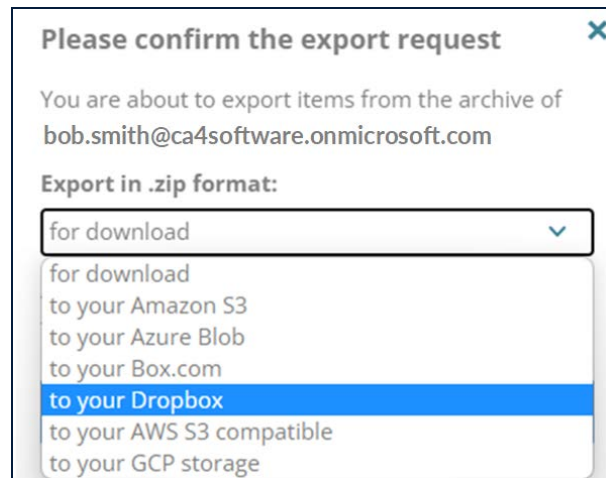 Please confirm the export request
You are about to export items from the archive of
bob.smith@ca4software.onmicrosoft.com
Export in .zip format:
for download
for download
to your Amazon S3
to your Azure Blob
to your Box.com
to your Dropbox
to your AWS S3 compatible
to your GCP storage